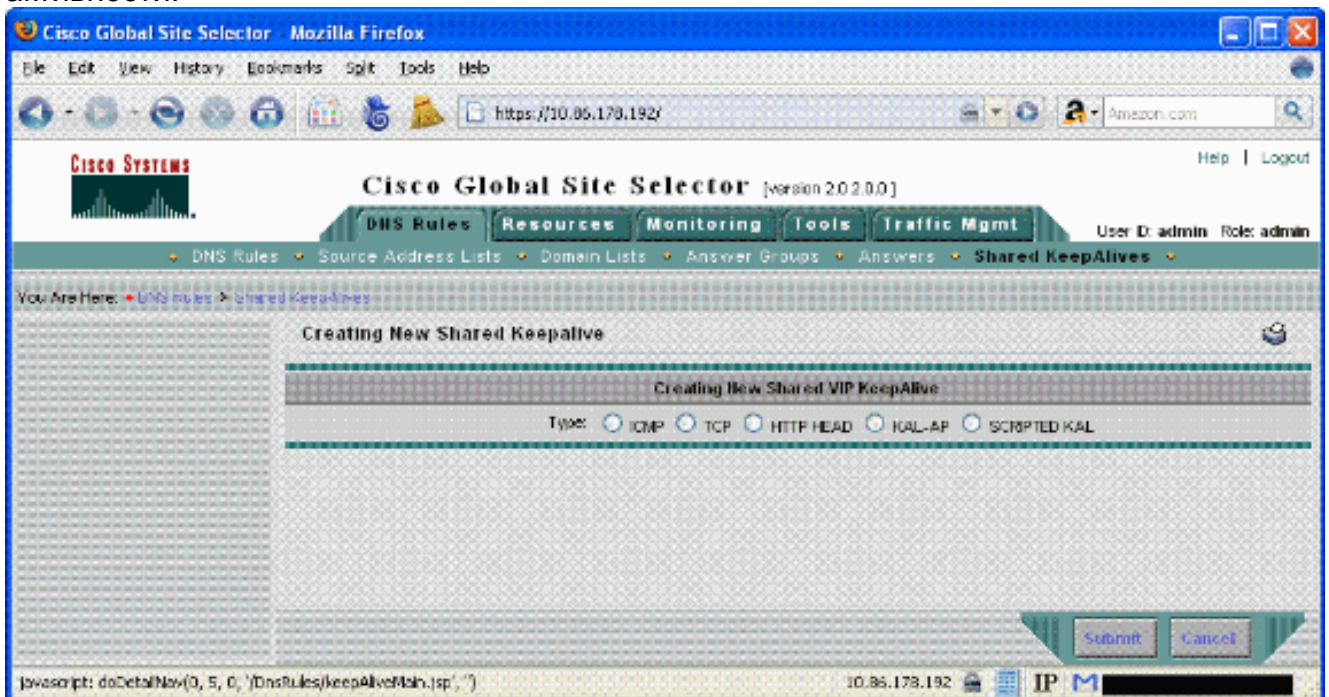 Cisco Global Site Selector - Mozilla Firefox
File Edit View History Bookmarks Split Tools Help
https://10.86.178.192/
Amazon.com
Help | Logout
CISCO SYSTEMS
Cisco Global Site Selector [version 2.0.2.0.0]
DNS Rules Resources Monitoring Tools Traffic Mgmt
User ID: admin Role: admin
DNS Rules Source Address Lists Domain Lists Answer Groups Answers Shared KeepAlives
You Are Here: DNS Rules > Shared KeepAlives
Creating New Shared Keepalive
Creating New Shared VIP KeepAlive
Type: ICMP TCP HTTP HEAD KAL-AP SCRIPTED KAL
Submit Cancel
javascript: doDetailNav(0, 5, 0, '/DnsRules/keepAliveMain.jsp', '')
10.86.178.192 IP